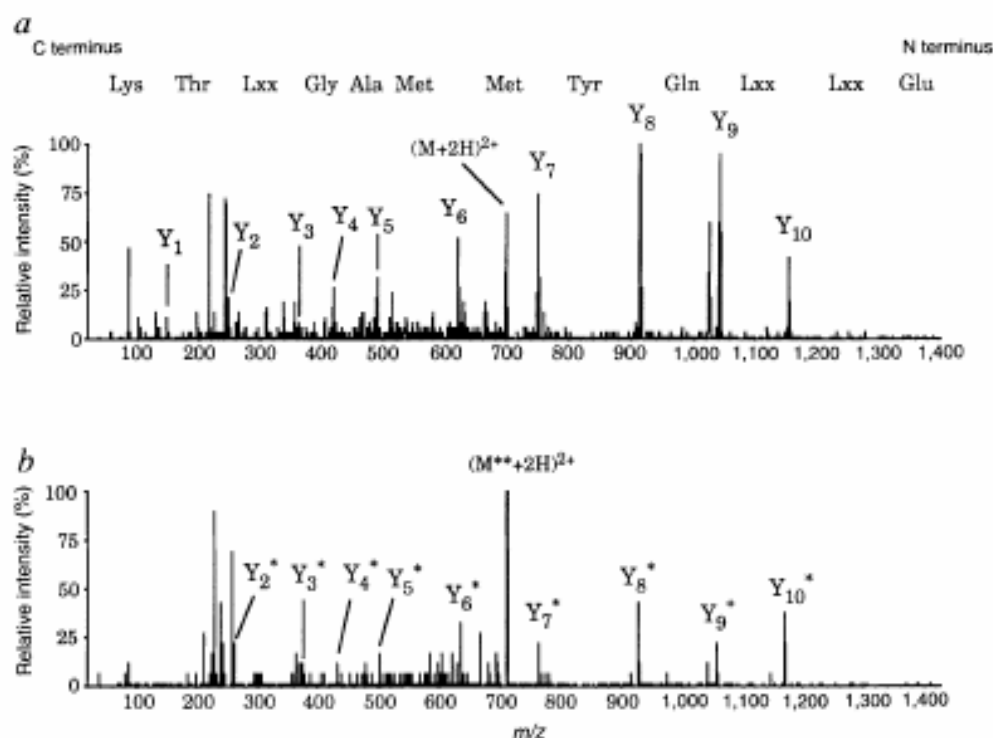 a
C terminus N terminus
Lys Thr Lxx Gly Ala Met Met Tyr Gln Lxx Lxx Glu
Relative intensity (%)
100
75
50
25
0
Y1
Y2
Y3
Y4
Y5
Y6
(M+2H)2+
Y7
Y8
Y9
Y10
100 200 300 400 500 600 700 800 900 1,000 1,100 1,200 1,300 1,400
b
(M**+2H)2+
Relative intensity (%)
100
75
50
25
0
Y2*
Y3*
Y4*
Y5*
Y6*
Y7*
Y8*
Y9*
Y10*
100 200 300 400 500 600 700 800 900 1,000 1,100 1,200 1,300 1,400
m/z